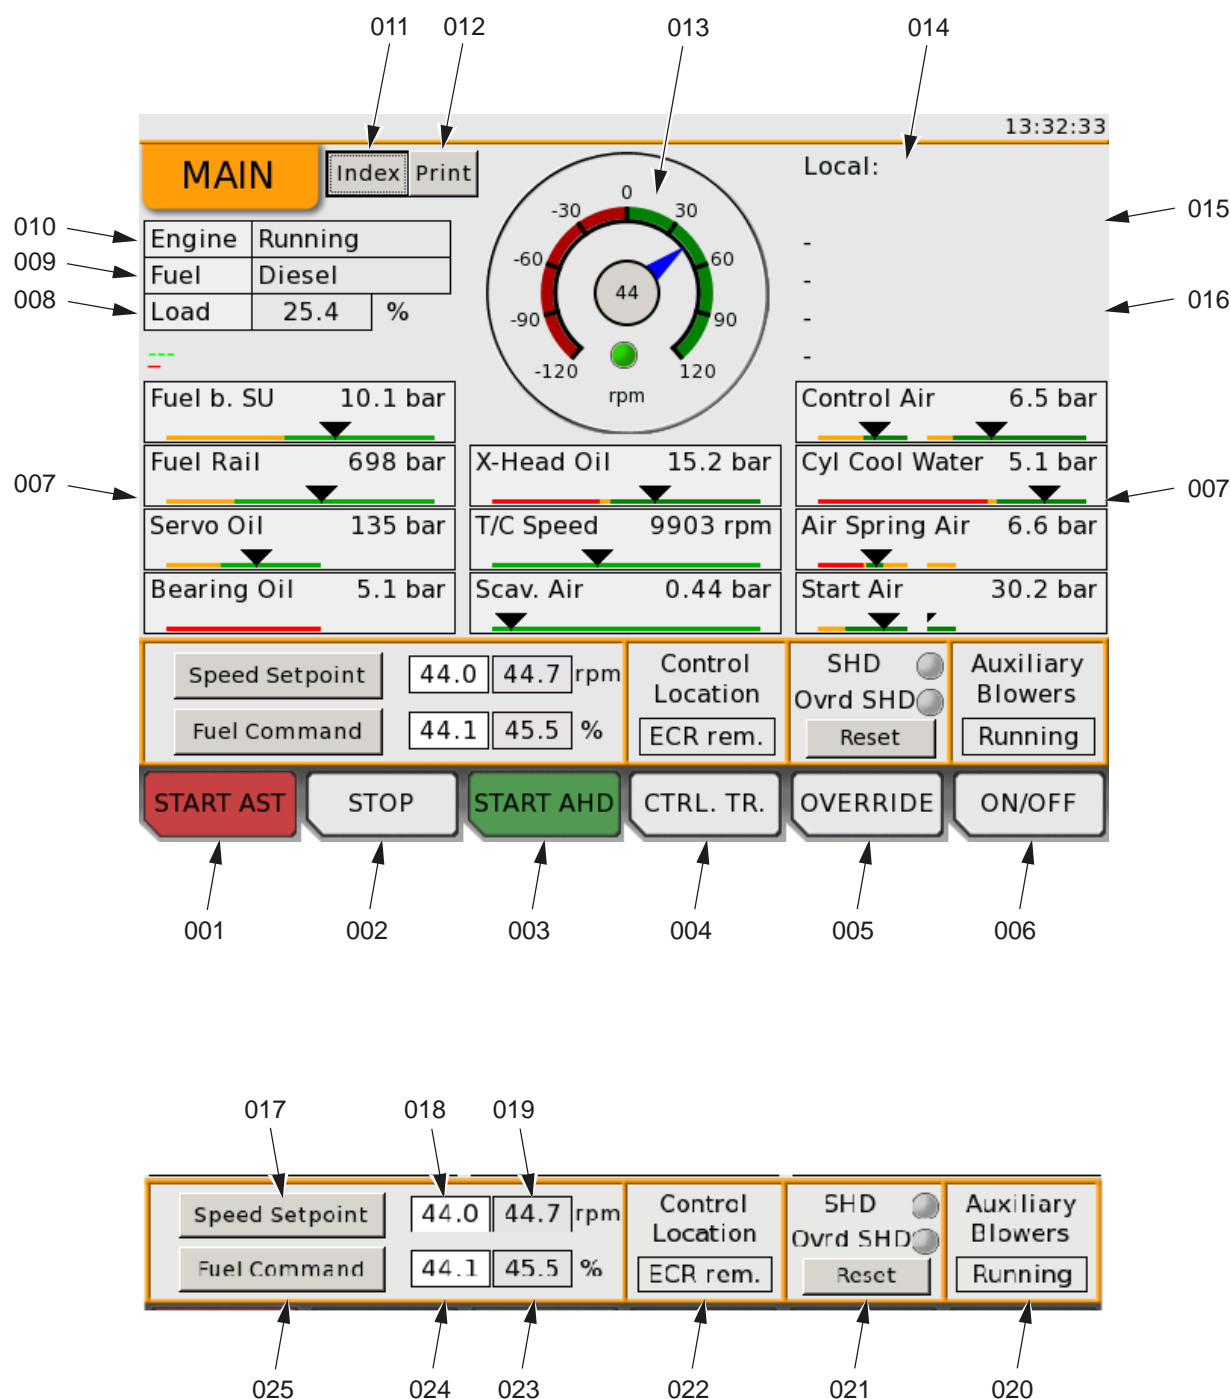 011 012 013 014
13:32:33
MAIN Index Print Local:
0
-30 30
-60 60
-90 90
-120 120
44
rpm
015
016
010 Engine Running -
009 Fuel Diesel -
008 Load 25.4 % -
-
---
Fuel b. SU 10.1 bar Control Air 6.5 bar
007 Fuel Rail 698 bar X-Head Oil 15.2 bar Cyl Cool Water 5.1 bar 007
Servo Oil 135 bar T/C Speed 9903 rpm Air Spring Air 6.6 bar
Bearing Oil 5.1 bar Scav. Air 0.44 bar Start Air 30.2 bar
Speed Setpoint 44.0 44.7 rpm
Fuel Command 44.1 45.5 %
Control
Location
ECR rem.
SHD
Ovrd SHD
Reset
Auxiliary
Blowers
Running
START AST STOP START AHD CTRL. TR. OVERRIDE ON/OFF
001 002 003 004 005 006
017 018 019
Speed Setpoint 44.0 44.7 rpm
Fuel Command 44.1 45.5 %
Control
Location
ECR rem.
SHD
Ovrd SHD
Reset
Auxiliary
Blowers
Running
025 024 023 022 021 020